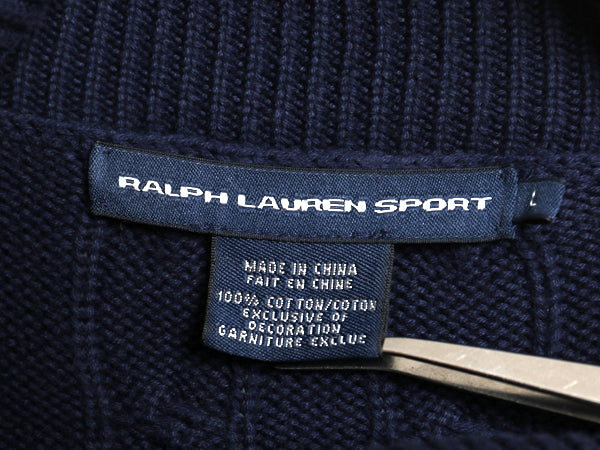 RALPH LAUREN SPORT
L
MADE IN CHINA
FAIT EN CHINE
100% COTTON/COTON
EXCLUSIVE OF
DECORATION
GARNITURE EXCLUE